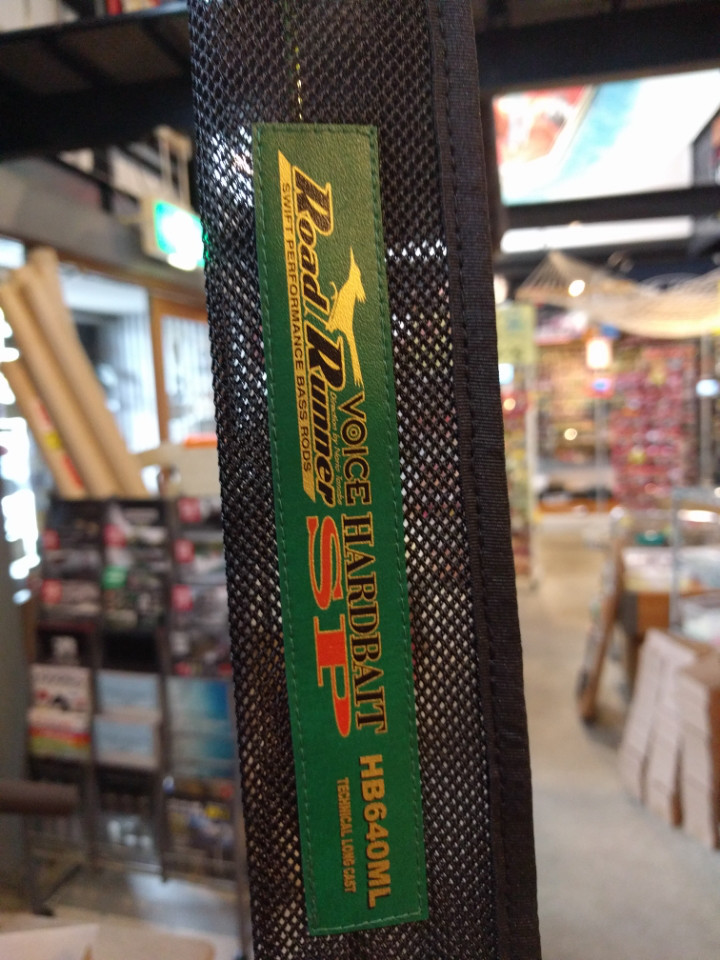 Road Runner
SWIFT PERFORMANCE BASS RODS
VOICE HARDBAIT
SP
HB640ML
TECHNICAL LONG CAST